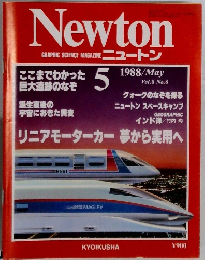 Newton
GRAPHIC SCIENCE MAGAZINE ニュートン
ここまでわかった
巨大遺跡のなぞ
5
1988/May
Vol.8 No.5
クォークのなぞを探る
誕生直後の
宇宙におきた異変
ニュートン スペースキャンプ
GEOGRAPHIC
インド
リニアモーターカー 夢から実用へ
KYOIKUSHA